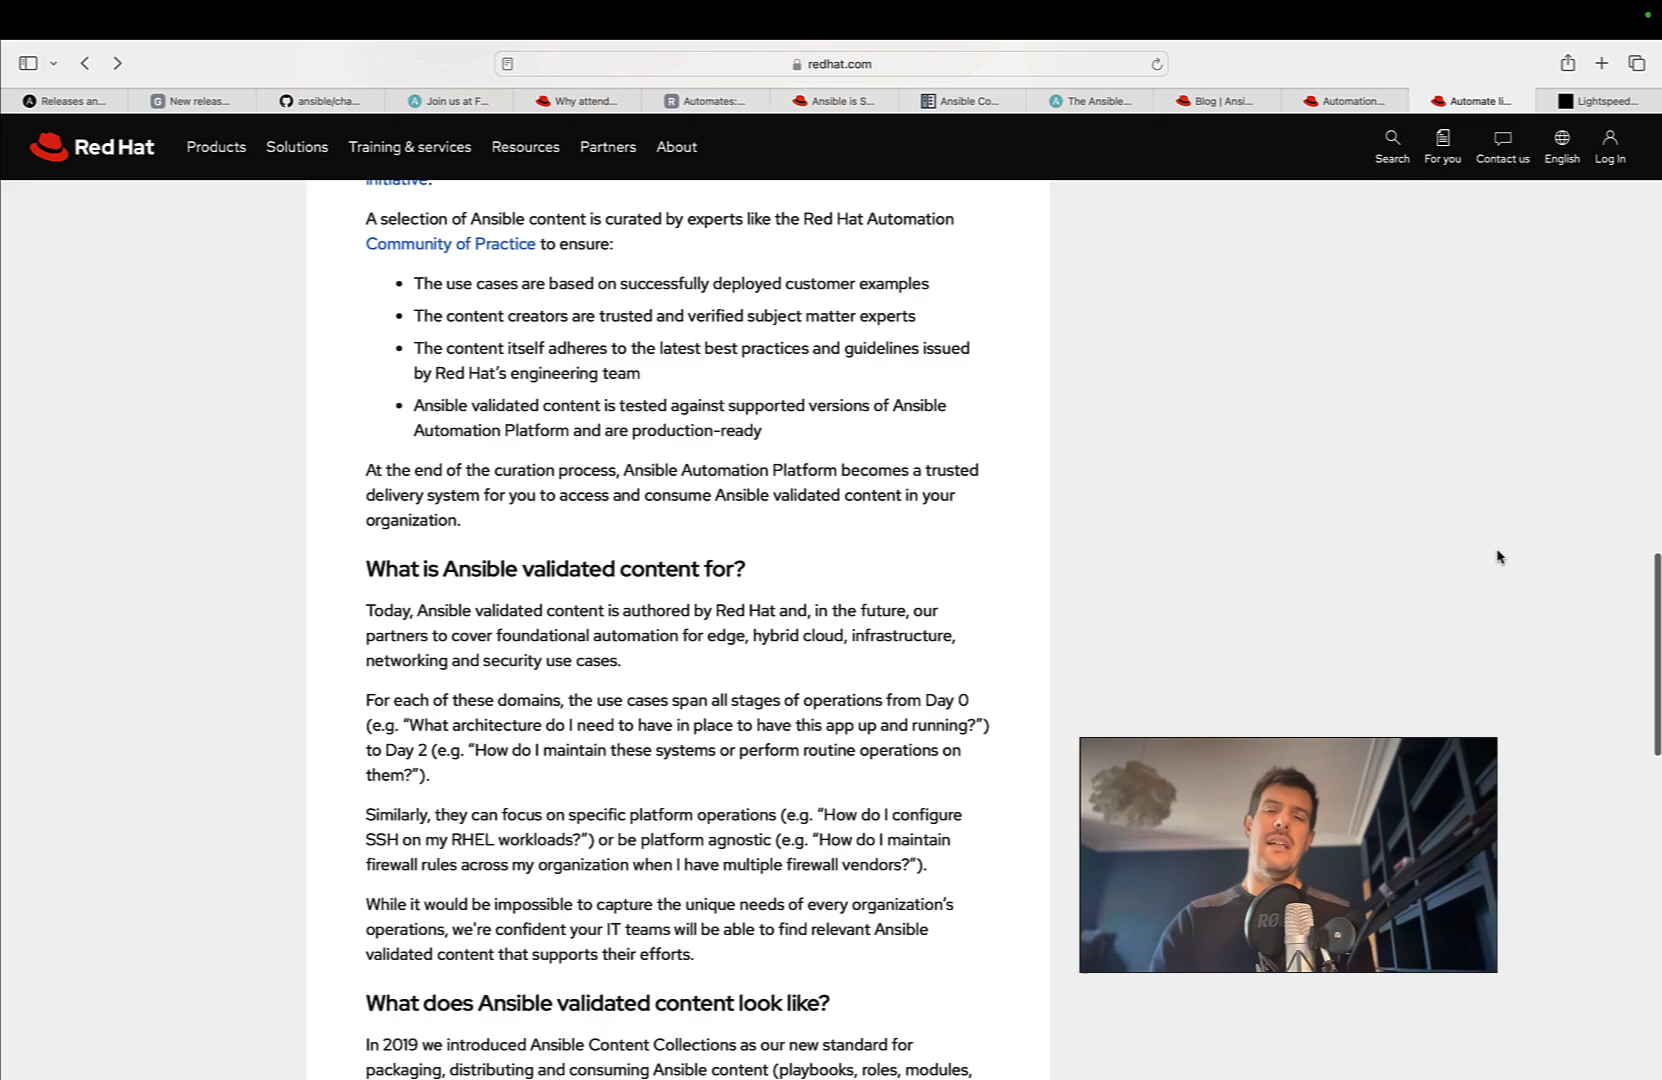 redhat.com
Releases an...
New releas...
ansible/cha...
Join us at F...
Why attend...
Automates:...
Ansible is S...
Ansible Co...
The Ansible...
Blog | Ansi...
Automation...
Automate li...
Lightspeed...
Red Hat
Products
Solutions
Training & services
Resources
Partners
About
Search
For you
Contact us
English
Log In
initiative.
A selection of Ansible content is curated by experts like the Red Hat Automation
Community of Practice to ensure:
• The use cases are based on successfully deployed customer examples
• The content creators are trusted and verified subject matter experts
• The content itself adheres to the latest best practices and guidelines issued
by Red Hat’s engineering team
• Ansible validated content is tested against supported versions of Ansible
Automation Platform and are production-ready
At the end of the curation process, Ansible Automation Platform becomes a trusted
delivery system for you to access and consume Ansible validated content in your
organization.
What is Ansible validated content for?
Today, Ansible validated content is authored by Red Hat and, in the future, our
partners to cover foundational automation for edge, hybrid cloud, infrastructure,
networking and security use cases.
For each of these domains, the use cases span all stages of operations from Day 0
(e.g. “What architecture do I need to have in place to have this app up and running?”)
to Day 2 (e.g. “How do I maintain these systems or perform routine operations on
them?”).
Similarly, they can focus on specific platform operations (e.g. “How do I configure
SSH on my RHEL workloads?”) or be platform agnostic (e.g. “How do I maintain
firewall rules across my organization when I have multiple firewall vendors?”).
While it would be impossible to capture the unique needs of every organization’s
operations, we’re confident your IT teams will be able to find relevant Ansible
validated content that supports their efforts.
What does Ansible validated content look like?
In 2019 we introduced Ansible Content Collections as our new standard for
packaging, distributing and consuming Ansible content (playbooks, roles, modules,